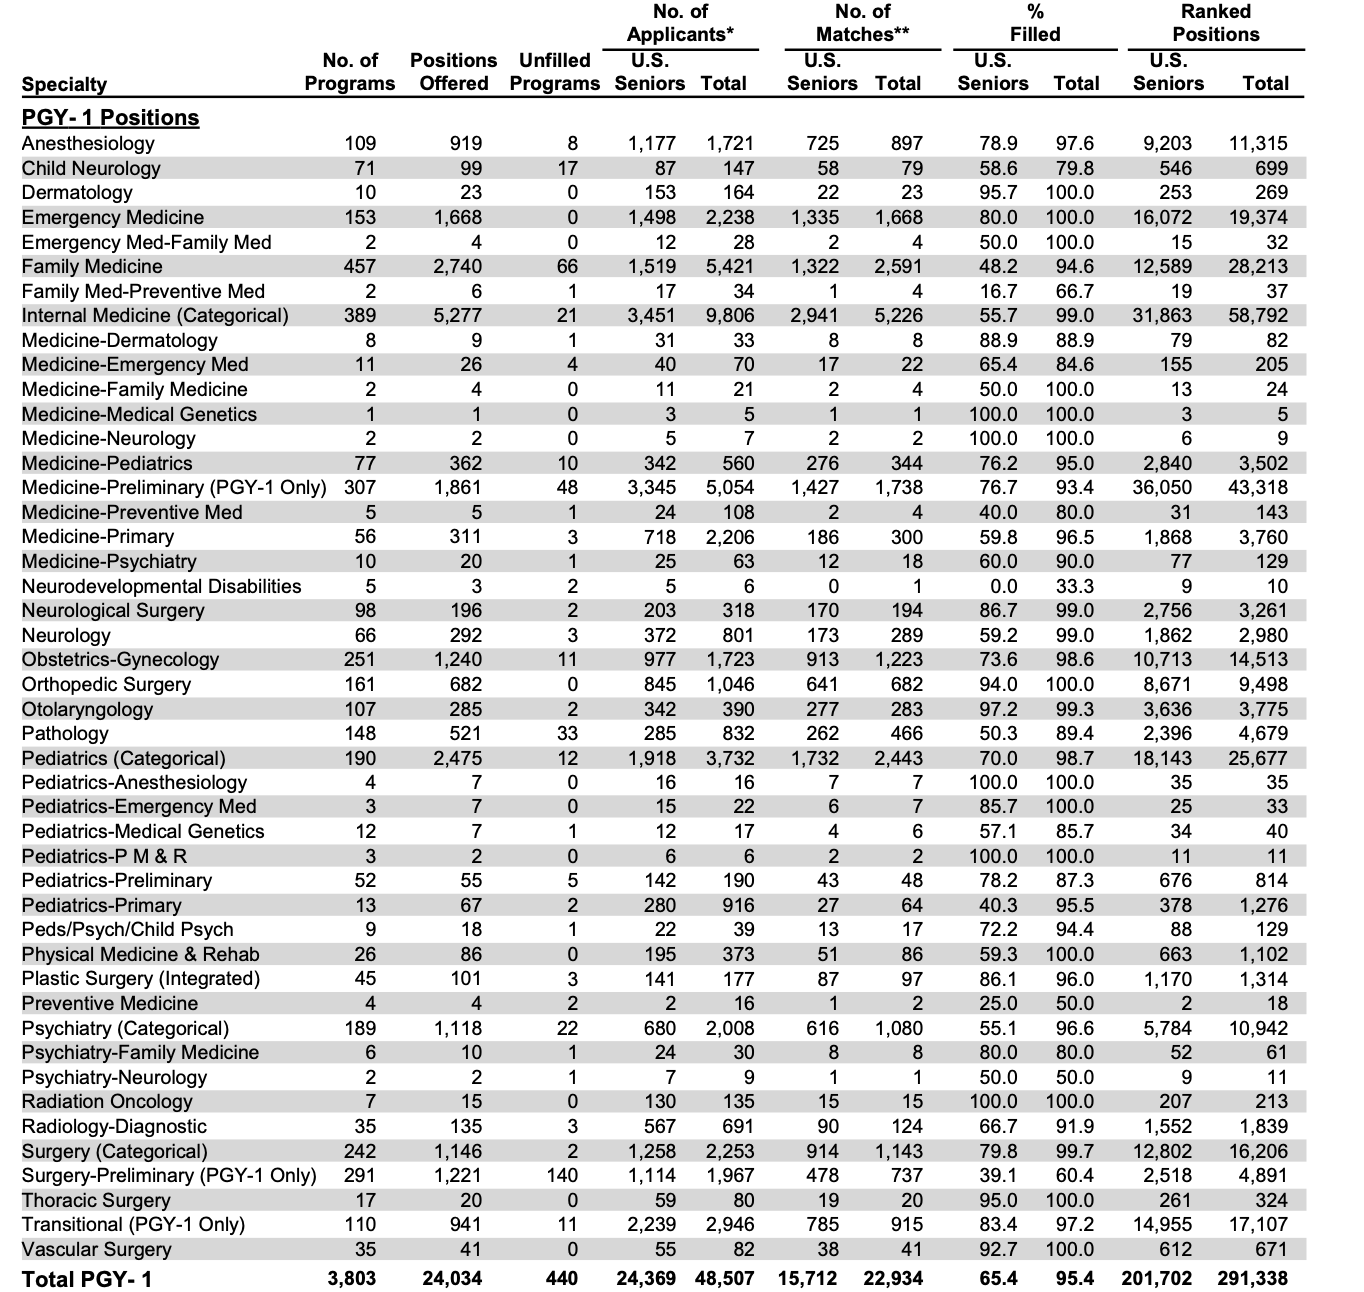 No. of No. of % Ranked
Applicants* Matches** Filled Positions
No. of Positions Unfilled U.S. U.S. U.S. U.S.
Specialty Programs Offered Programs Seniors Total Seniors Total Seniors Total Seniors Total
PGY- 1 Positions
Anesthesiology 109 919 8 1,177 1,721 725 897 78.9 97.6 9,203 11,315
Child Neurology 71 99 17 87 147 58 79 58.6 79.8 546 699
Dermatology 10 23 0 153 164 22 23 95.7 100.0 253 269
Emergency Medicine 153 1,668 0 1,498 2,238 1,335 1,668 80.0 100.0 16,072 19,374
Emergency Med-Family Med 2 4 0 12 28 2 4 50.0 100.0 15 32
Family Medicine 457 2,740 66 1,519 5,421 1,322 2,591 48.2 94.6 12,589 28,213
Family Med-Preventive Med 2 6 1 17 34 1 4 16.7 66.7 19 37
Internal Medicine (Categorical) 389 5,277 21 3,451 9,806 2,941 5,226 55.7 99.0 31,863 58,792
Medicine-Dermatology 8 9 1 31 33 8 8 88.9 88.9 79 82
Medicine-Emergency Med 11 26 4 40 70 17 22 65.4 84.6 155 205
Medicine-Family Medicine 2 4 0 11 21 2 4 50.0 100.0 13 24
Medicine-Medical Genetics 1 1 0 3 5 1 1 100.0 100.0 3 5
Medicine-Neurology 2 2 0 5 7 2 2 100.0 100.0 6 9
Medicine-Pediatrics 77 362 10 342 560 276 344 76.2 95.0 2,840 3,502
Medicine-Preliminary (PGY-1 Only) 307 1,861 48 3,345 5,054 1,427 1,738 76.7 93.4 36,050 43,318
Medicine-Preventive Med 5 5 1 24 108 2 4 40.0 80.0 31 143
Medicine-Primary 56 311 3 718 2,206 186 300 59.8 96.5 1,868 3,760
Medicine-Psychiatry 10 20 1 25 63 12 18 60.0 90.0 77 129
Neurodevelopmental Disabilities 5 3 2 5 6 0 1 0.0 33.3 9 10
Neurological Surgery 98 196 2 203 318 170 194 86.7 99.0 2,756 3,261
Neurology 66 292 3 372 801 173 289 59.2 99.0 1,862 2,980
Obstetrics-Gynecology 251 1,240 11 977 1,723 913 1,223 73.6 98.6 10,713 14,513
Orthopedic Surgery 161 682 0 845 1,046 641 682 94.0 100.0 8,671 9,498
Otolaryngology 107 285 2 342 390 277 283 97.2 99.3 3,636 3,775
Pathology 148 521 33 285 832 262 466 50.3 89.4 2,396 4,679
Pediatrics (Categorical) 190 2,475 12 1,918 3,732 1,732 2,443 70.0 98.7 18,143 25,677
Pediatrics-Anesthesiology 4 7 0 16 16 7 7 100.0 100.0 35 35
Pediatrics-Emergency Med 3 7 0 15 22 6 7 85.7 100.0 25 33
Pediatrics-Medical Genetics 12 7 1 12 17 4 6 57.1 85.7 34 40
Pediatrics-P M & R 3 2 0 6 6 2 2 100.0 100.0 11 11
Pediatrics-Preliminary 52 55 5 142 190 43 48 78.2 87.3 676 814
Pediatrics-Primary 13 67 2 280 916 27 64 40.3 95.5 378 1,276
Peds/Psych/Child Psych 9 18 1 22 39 13 17 72.2 94.4 88 129
Physical Medicine & Rehab 26 86 0 195 373 51 86 59.3 100.0 663 1,102
Plastic Surgery (Integrated) 45 101 3 141 177 87 97 86.1 96.0 1,170 1,314
Preventive Medicine 4 4 2 2 16 1 2 25.0 50.0 2 18
Psychiatry (Categorical) 189 1,118 22 680 2,008 616 1,080 55.1 96.6 5,784 10,942
Psychiatry-Family Medicine 6 10 1 24 30 8 8 80.0 80.0 52 61
Psychiatry-Neurology 2 2 1 7 9 1 1 50.0 50.0 9 11
Radiation Oncology 7 15 0 130 135 15 15 100.0 100.0 207 213
Radiology-Diagnostic 35 135 3 567 691 90 124 66.7 91.9 1,552 1,839
Surgery (Categorical) 242 1,146 2 1,258 2,253 914 1,143 79.8 99.7 12,802 16,206
Surgery-Preliminary (PGY-1 Only) 291 1,221 140 1,114 1,967 478 737 39.1 60.4 2,518 4,891
Thoracic Surgery 17 20 0 59 80 19 20 95.0 100.0 261 324
Transitional (PGY-1 Only) 110 941 11 2,239 2,946 785 915 83.4 97.2 14,955 17,107
Vascular Surgery 35 41 0 55 82 38 41 92.7 100.0 612 671
Total PGY- 1 3,803 24,034 440 24,369 48,507 15,712 22,934 65.4 95.4 201,702 291,338